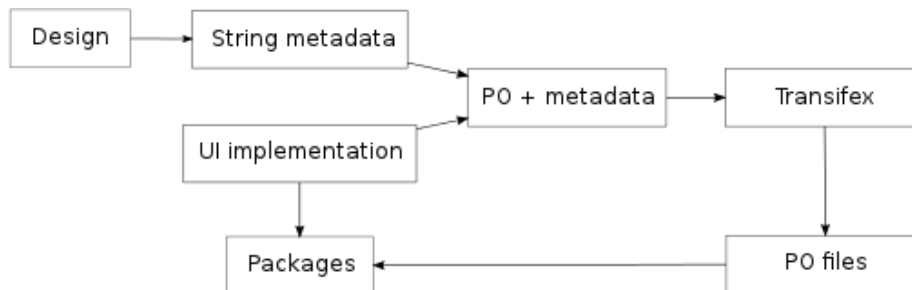 Design
String metadata
PO + metadata
Transifex
UI implementation
Packages
PO files